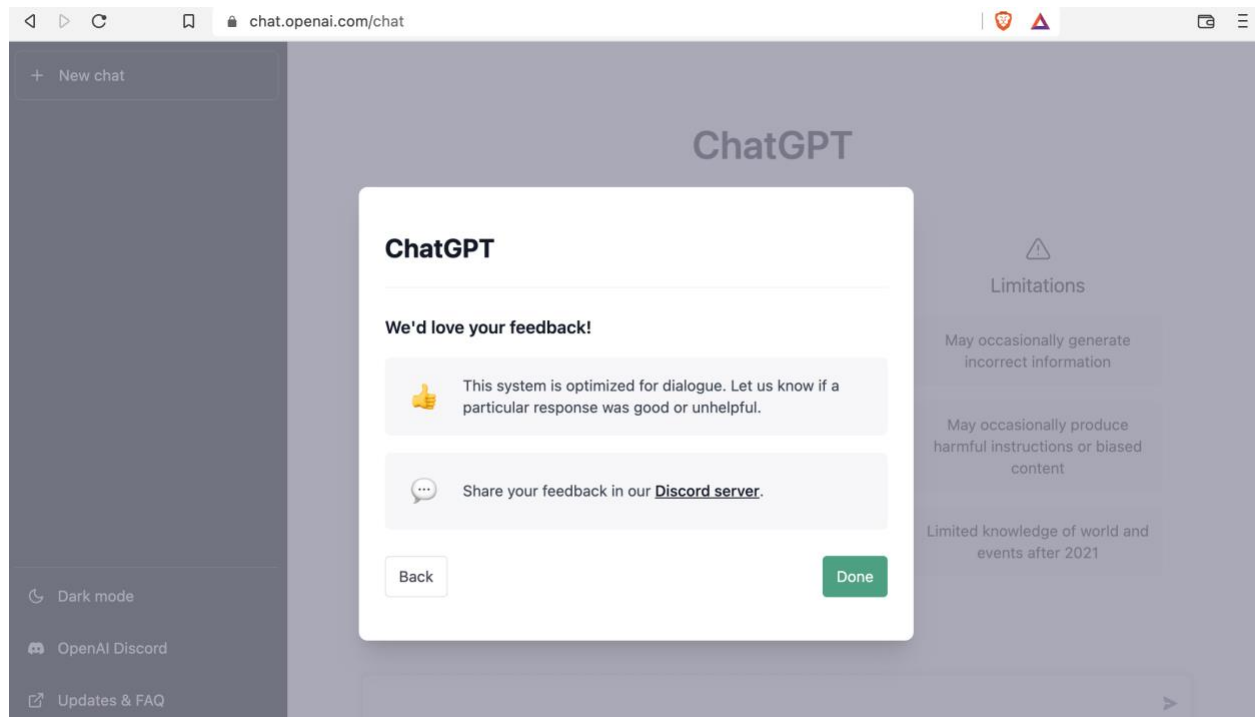 chat.openai.com/chat
+ New chat
ChatGPT
ChatGPT
We'd love your feedback!
This system is optimized for dialogue. Let us know if a
particular response was good or unhelpful.
Share your feedback in our Discord server.
Back
Done
Limitations
May occasionally generate
incorrect information
May occasionally produce
harmful instructions or biased
content
Limited knowledge of world and
events after 2021
Dark mode
OpenAI Discord
Updates & FAQ